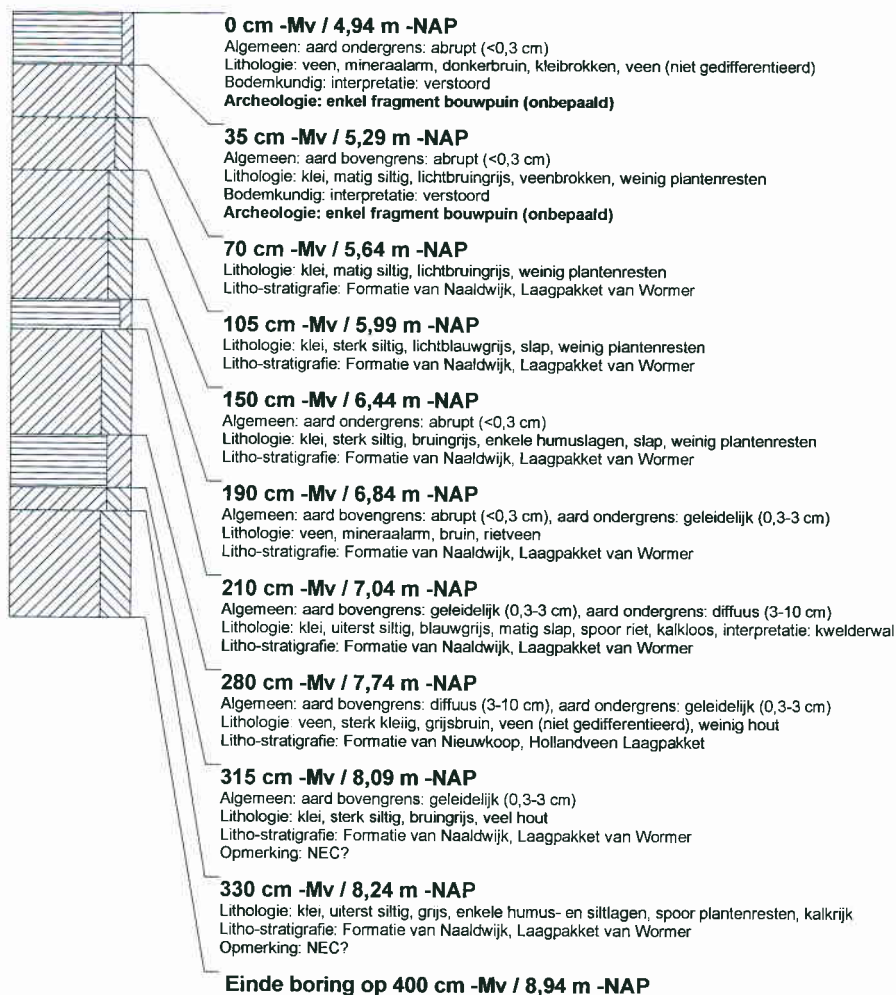 0 cm -Mv / 4,94 m -NAP
Algemeen: aard ondergrens: abrupt (<0,3 cm)
Lithologie: veen, mineraalarm, donkerbruin, kleibrokken, veen (niet gedifferentieerd)
Bodemkundig: interpretatie: verstoord
Archeologie: enkel fragment bouwpuin (onbepaald)
35 cm -Mv / 5,29 m -NAP
Algemeen: aard bovengrens: abrupt (<0,3 cm)
Lithologie: klei, matig siltig, lichtbruingrijs, veenbrokken, weinig plantenresten
Bodemkundig: interpretatie: verstoord
Archeologie: enkel fragment bouwpuin (onbepaald)
70 cm -Mv / 5,64 m -NAP
Lithologie: klei, matig siltig, lichtbruingrijs, weinig plantenresten
Litho-stratigrafie: Formatie van Naaldwijk, Laagpakket van Wormer
105 cm -Mv / 5,99 m -NAP
Lithologie: klei, sterk siltig, lichtblauwgrijs, slap, weinig plantenresten
Litho-stratigrafie: Formatie van Naaldwijk, Laagpakket van Wormer
150 cm -Mv / 6,44 m -NAP
Algemeen: aard ondergrens: abrupt (<0,3 cm)
Lithologie: klei, sterk siltig, bruingrijs, enkele humuslagen, slap, weinig plantenresten
Litho-stratigrafie: Formatie van Naaldwijk, Laagpakket van Wormer
190 cm -Mv / 6,84 m -NAP
Algemeen: aard bovengrens: abrupt (<0,3 cm), aard ondergrens: geleidelijk (0,3-3 cm)
Lithologie: veen, mineraalarm, bruin, rietveen
Litho-stratigrafie: Formatie van Naaldwijk, Laagpakket van Wormer
210 cm -Mv / 7,04 m -NAP
Algemeen: aard bovengrens: geleidelijk (0,3-3 cm), aard ondergrens: diffuus (3-10 cm)
Lithologie: klei, uiterst siltig, blauwgrijs, matig slap, spoor riet, kalkloos, interpretatie: kwelderwal
Litho-stratigrafie: Formatie van Naaldwijk, Laagpakket van Wormer
280 cm -Mv / 7,74 m -NAP
Algemeen: aard bovengrens: diffuus (3-10 cm), aard ondergrens: geleidelijk (0,3-3 cm)
Lithologie: veen, sterk kleiig, grijsbruin, veen (niet gedifferentieerd), weinig hout
Litho-stratigrafie: Formatie van Nieuwkoop, Hollandveen Laagpakket
315 cm -Mv / 8,09 m -NAP
Algemeen: aard bovengrens: geleidelijk (0,3-3 cm)
Lithologie: klei, sterk siltig, bruingrijs, veel hout
Litho-stratigrafie: Formatie van Naaldwijk, Laagpakket van Wormer
Opmerking: NEC?
330 cm -Mv / 8,24 m -NAP
Lithologie: klei, uiterst siltig, grijs, enkele humus- en siltlagen, spoor plantenresten, kalkrijk
Litho-stratigrafie: Formatie van Naaldwijk, Laagpakket van Wormer
Opmerking: NEC?
Einde boring op 400 cm -Mv / 8,94 m -NAP